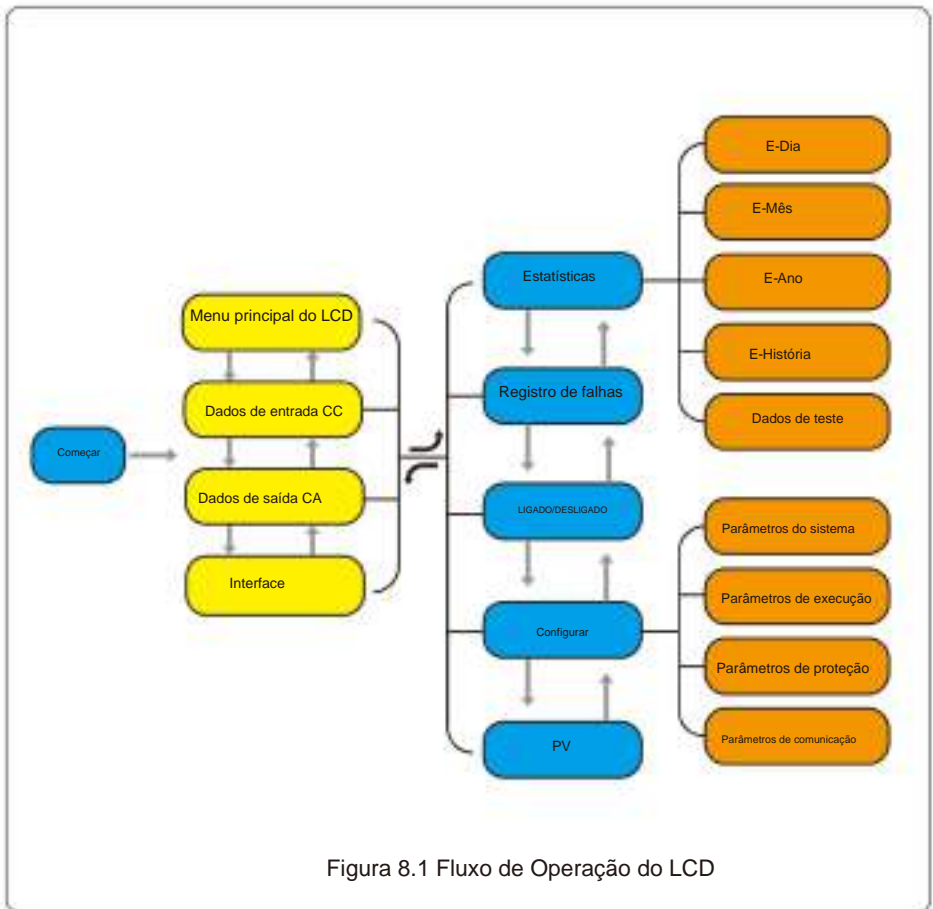 Começar
Menu principal do LCD
Dados de entrada CC
Dados de saída CA
Interface
Estatísticas
Registro de falhas
LIGADO/DESLIGADO
Configurar
PV
E-Dia
E-Mês
E-Ano
E-História
Dados de teste
Parâmetros do sistema
Parâmetros de execução
Parâmetros de proteção
Parâmetros de comunicação
Figura 8.1 Fluxo de Operação do LCD